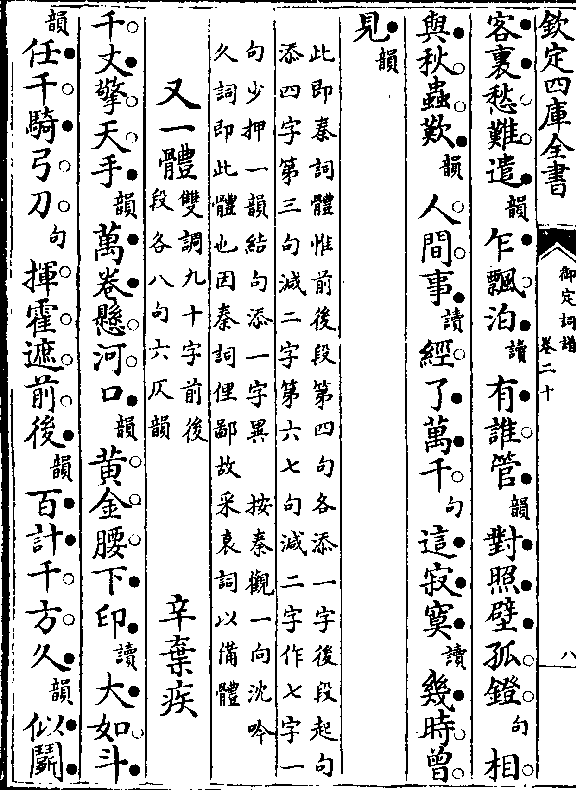 欽定四庫全書
御定詞譜
卷二十
八
客裏愁難遣韻乍飄泊讀有誰管韻對照壁孤鐙句相
與秋蟲歎韻人間事讀經了萬千句這寂寞讀幾時曾
見韻
此即秦詞體惟前後段第四句各添一字後段起句
添四字第三句減二字第六七句減二字作七字一
句少押一韻結句添一字異 按秦觀一向沈吟
久詞即此體也因秦詞俚鄙故采袁詞以備體
又一體 雙調九十字前後
段各八句六仄韻 辛棄疾
千丈擎天手韻萬卷懸河口韻黄金腰下印讀大如斗
韻任千騎弓刀句揮霍遮前後韻百計千方久韻似鬭